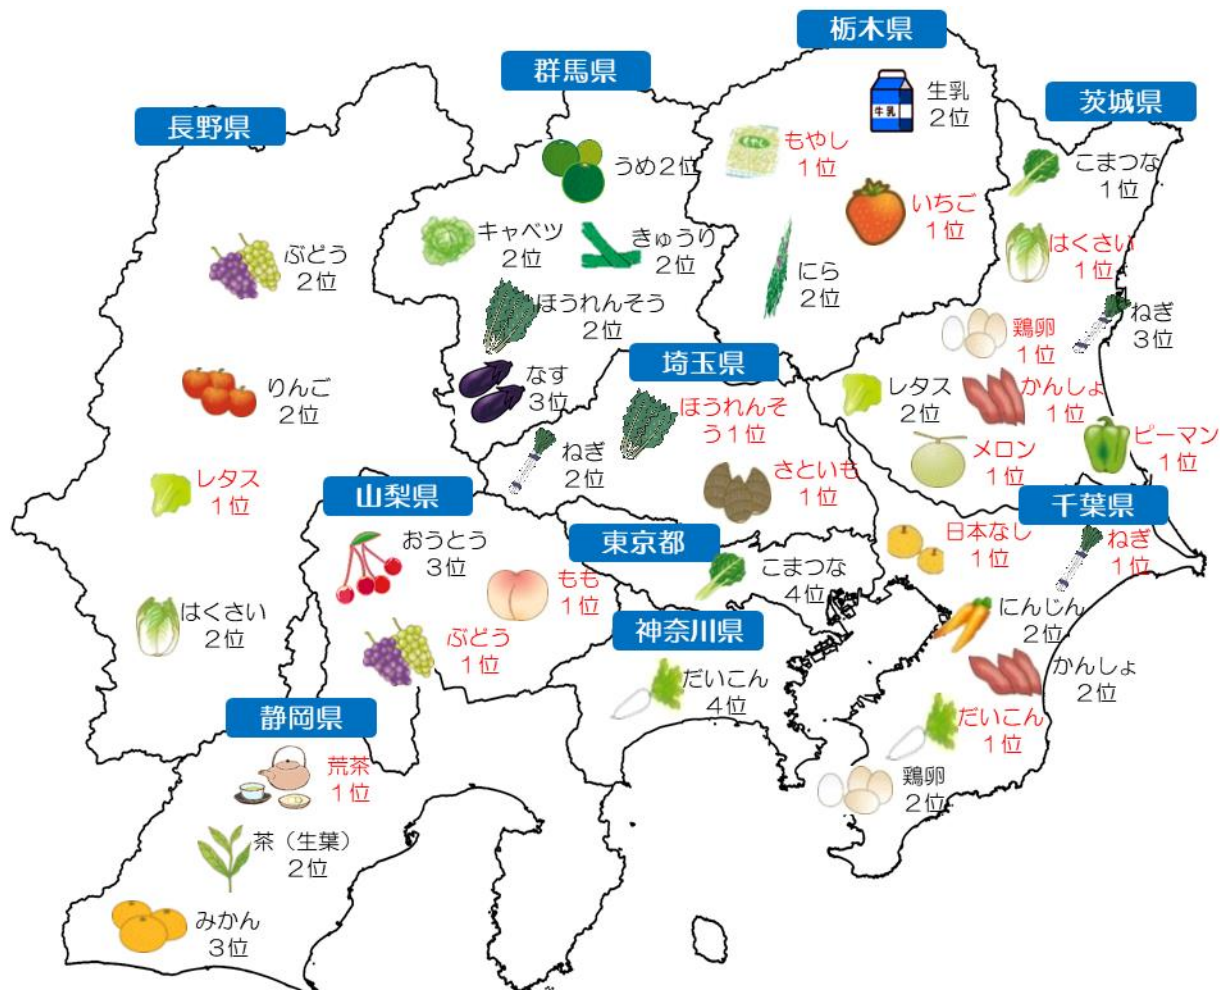 栃木県
生乳
2位
牛乳
もやし
1位
いちご
1位
にら
2位
群馬県
うめ2位
キャベツ
2位
きゅうり
2位
ほうれんそう
2位
なす
3位
茨城県
こまつな
1位
はくさい
1位
ねぎ
3位
鶏卵
1位
レタス
2位
かんしょ
1位
メロン
1位
ピーマン
1位
長野県
ぶどう
2位
りんご
2位
レタス
1位
はくさい
2位
埼玉県
ほうれんそ
う1位
ねぎ
2位
さといも
1位
山梨県
おうとう
3位
もも
1位
ぶどう
1位
東京都
こまつな
4位
千葉県
日本なし
1位
ねぎ
1位
にんじん
2位
かんしょ
2位
だいこん
1位
鶏卵
2位
神奈川県
だいこん
4位
静岡県
荒茶
1位
茶（生葉）
2位
みかん
3位